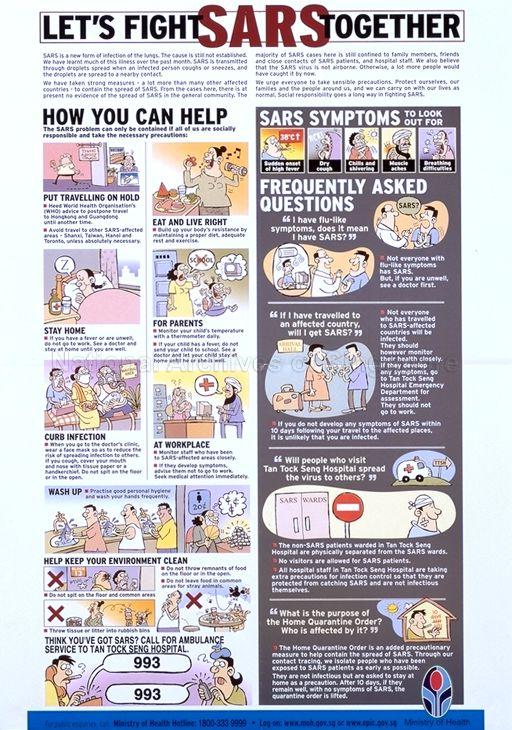 LET'S FIGHT SARS TOGETHER
SARS is a new form of infection of the lungs. The cause is still not established.
We have learnt much of this illness over the past month. SARS is transmitted
through droplets spread when an infected person coughs or sneezes, and
the droplets are spread to a nearby contact.
We have taken strong measures - a lot more than many other affected
countries - to contain the spread of SARS. From the cases here, there is at
present no evidence of the spread of SARS in the general community. The
majority of SARS cases here is still confined to family members, friends
and close contacts of SARS patients, and hospital staff. We also believe
that the SARS virus is not airborne. Otherwise, a lot more people would
have caught it by now.
We urge everyone to take sensible precautions. Protect ourselves, our
families and the people around us, and we can carry on with our lives as
normal. Social responsibility goes a long way in fighting SARS.
HOW YOU CAN HELP
The SARS problem can only be contained if all of us are socially
responsible and take the necessary precautions:
PUT TRAVELLING ON HOLD
Heed World Health Organisation's
(WHO) advice to postpone travel
to Hongkong and Guangdong
until another time.
Avoid travel to other SARS-affected
areas - Shanxi, Taiwan, Hanoi and
Toronto, unless absolutely necessary.
EAT AND LIVE RIGHT
Build up your body's resistance by
maintaining a proper diet, adequate
rest and exercise.
Z
STAY HOME
If you have a fever or are unwell,
do not go to work. See a doctor and
stay at home until you are well.
SCHOOL
FOR PARENTS
Monitor your child's temperature
with a thermometer daily.
If your child has a fever, do not
send your child to school. See a
doctor and let your child stay at
home until he or she is well.
CURB INFECTION
When you go to the doctor's clinic,
wear a face mask so as to reduce the
risk of spreading infection to others.
If you cough, cover your mouth
and nose with tissue paper or a
handkerchief. Do not spit on the floor
or in the open.
AT WORKPLACE
Monitor staff who have been
to SARS-affected areas closely.
If they develop symptoms,
advise them not to go to work.
Seek medical attention immediately.
WASH UP
Practise good personal hygiene
and wash your hands frequently.
HELP KEEP YOUR ENVIRONMENT CLEAN
Do not throw remnants of food
on the floor or in the open.
Do not leave food in common
areas for stray animals.
Do not spit on the floor and common areas
Throw tissue or litter into rubbish bins
THINK YOU'VE GOT SARS? CALL FOR AMBULANCE
SERVICE TO TAN TOCK SENG HOSPITAL.
993
993
SARS SYMPTOMS TO LOOK
OUT FOR
38°C↑
Sudden onset
of high fever
Dry
cough
Chills and
shivering
Muscle
aches
Breathing
difficulties
FREQUENTLY ASKED
QUESTIONS
"I have flu-like
symptoms, does it mean
I have SARS?"
SARS?
Not everyone with
flu-like symptoms
has SARS.
But, if you are unwell,
see a doctor first.
"If I have travelled to
an affected country,
will I get SARS?"
ARRIVAL
HALL
Not everyone
who has travelled
to SARS-affected
countries will be
infected.
They should
however monitor
their health closely.
If they develop
any symptoms, go
to Tan Tock Seng
Hospital Emergency
Department for
assessment.
They should not
go to work.
If you do not develop any symptoms of SARS within
10 days following your travel to the affected places,
it is unlikely that you are infected.
"Will people who visit
Tan Tock Seng Hospital spread
the virus to others?"
TTSH
SARS WARDS
The non-SARS patients warded in Tan Tock Seng
Hospital are physically separated from the SARS wards.
No visitors are allowed for SARS patients.
All hospital staff in Tan Tock Seng Hospital are taking
extra precautions for infection control so that they are
protected from catching SARS and are not infectious
themselves.
"What is the purpose of
the Home Quarantine Order?
Who is affected by it?"
The Home Quarantine Order is an added precautionary
measure to help contain the spread of SARS. Through our
contact tracing, we isolate people who have been
exposed to SARS patients as early as possible.
They are not infectious but are asked to stay at
home as a precaution. After 10 days, if they
remain well, with no symptoms of SARS, the
quarantine order is lifted.
For public enquiries, call: Ministry of Health Hotline: 1800-333 9999 • Log on: www.moh.gov.sg or www.epic.gov.sg
Ministry of Health